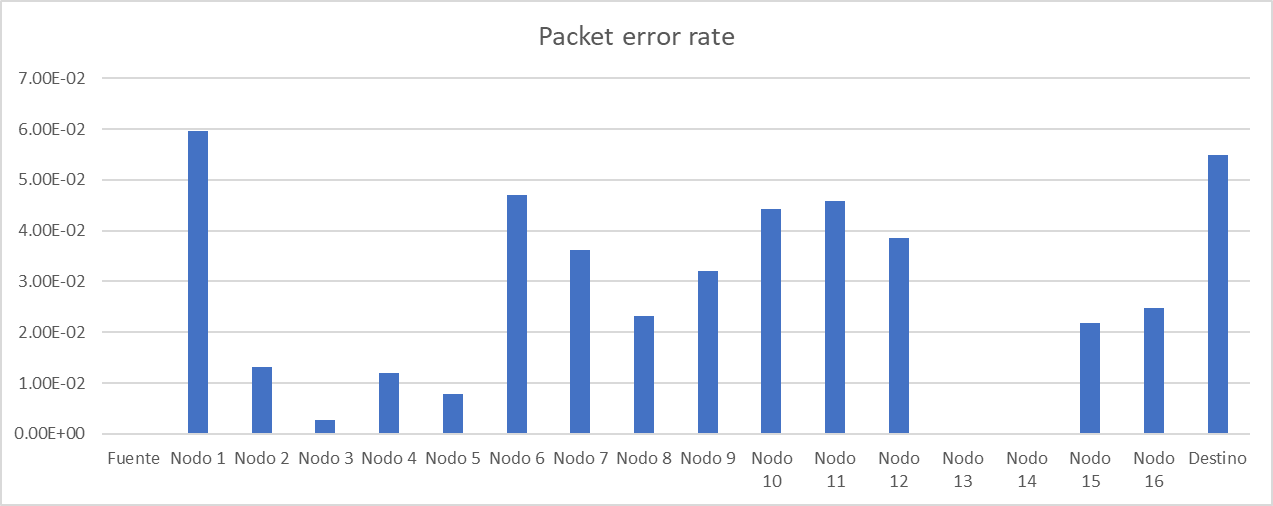 Packet error rate
7.00E-02
6.00E-02
5.00E-02
4.00E-02
3.00E-02
2.00E-02
1.00E-02
0.00E+00
Fuente Nodo 1 Nodo 2 Nodo 3 Nodo 4 Nodo 5 Nodo 6 Nodo 7 Nodo 8 Nodo 9 Nodo 10 Nodo 11 Nodo 12 Nodo 13 Nodo 14 Nodo 15 Nodo 16 Destino